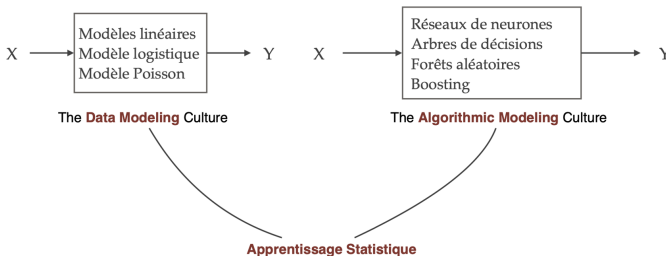 X
Modèles linéaires
Modèle logistique
Modèle Poisson
Y
The Data Modeling Culture
X
Réseaux de neurones
Arbres de décisions
Forêts aléatoires
Boosting
Y
The Algorithmic Modeling Culture
Apprentissage Statistique